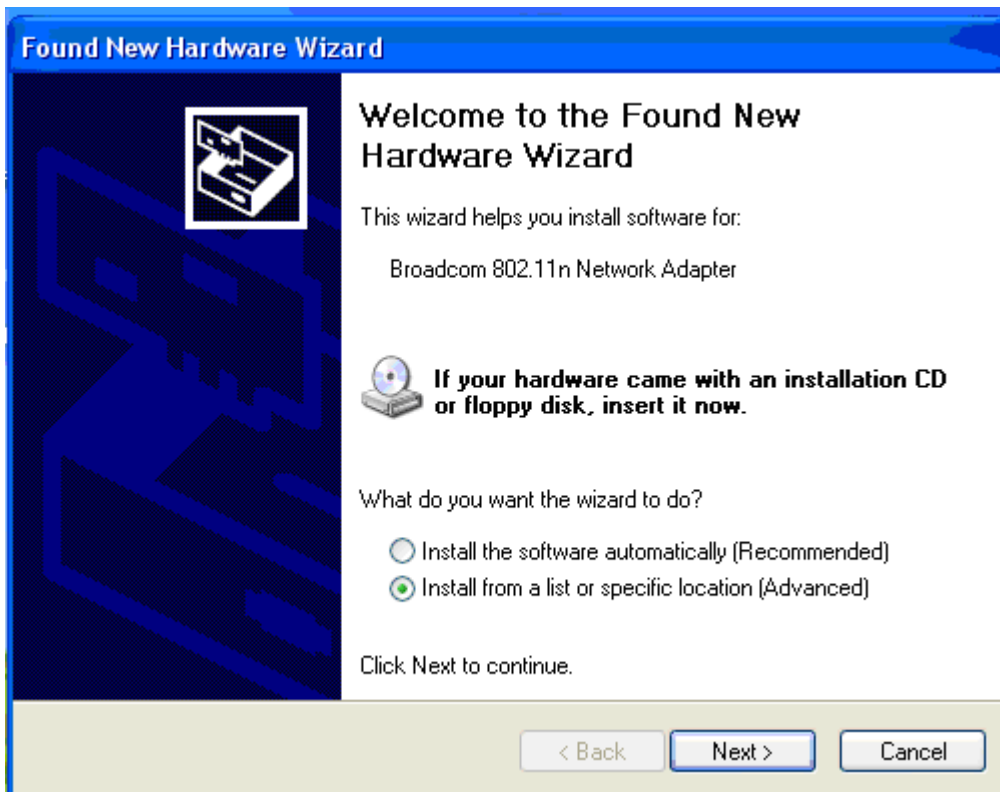 Found New Hardware Wizard
Welcome to the Found New
Hardware Wizard
This wizard helps you install software for:
Broadcom 802.11n Network Adapter
If your hardware came with an installation CD
or floppy disk, insert it now.
What do you want the wizard to do?
Install the software automatically (Recommended)
Install from a list or specific location (Advanced)
Click Next to continue.
< Back
Next >
Cancel